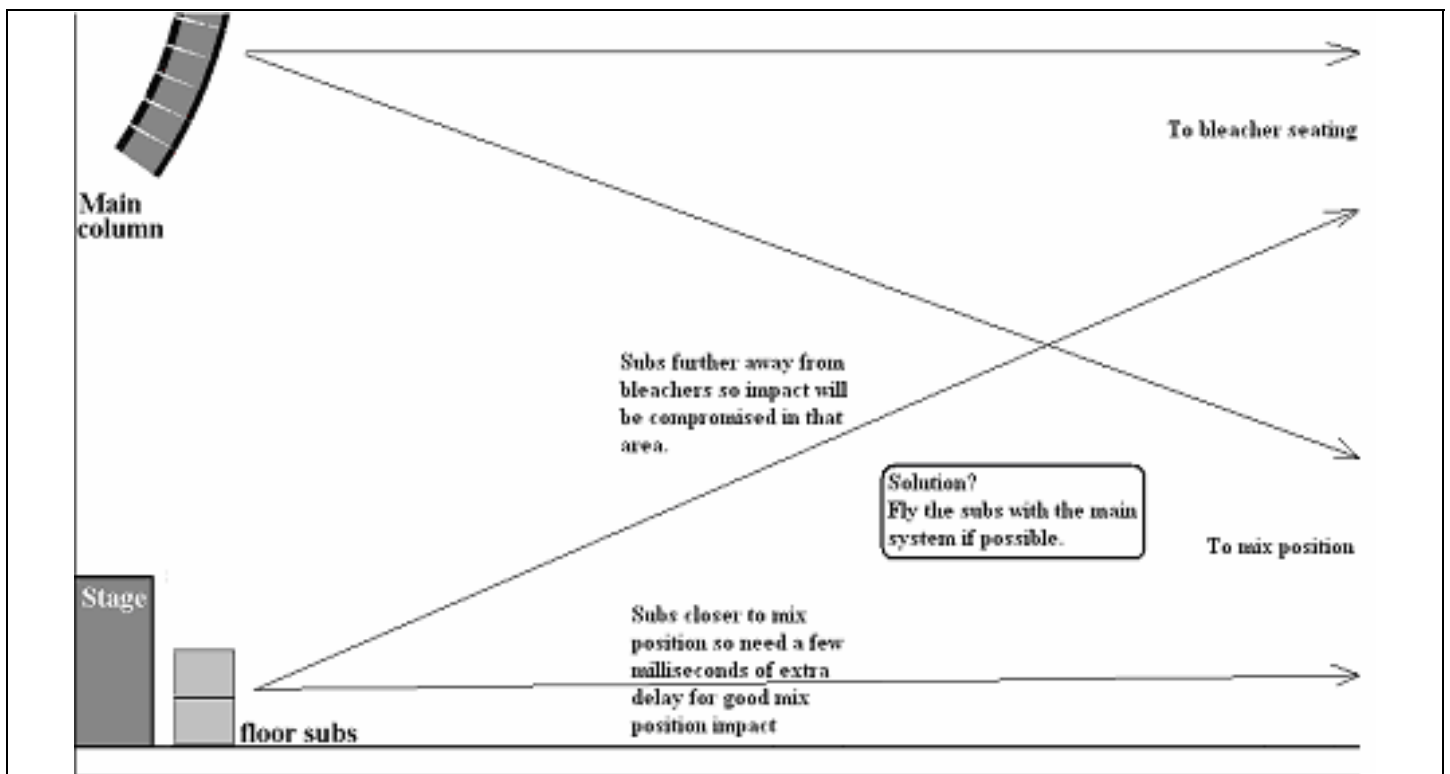 To bleacher seating
Main
column
Subs further away from
bleachers so impact will
be compromised in that
area.
Solution?
Fly the subs with the main
system if possible.
To mix position
Stage
Subs closer to mix
position so need a few
milliseconds of extra
delay for good mix
position impact
floor subs